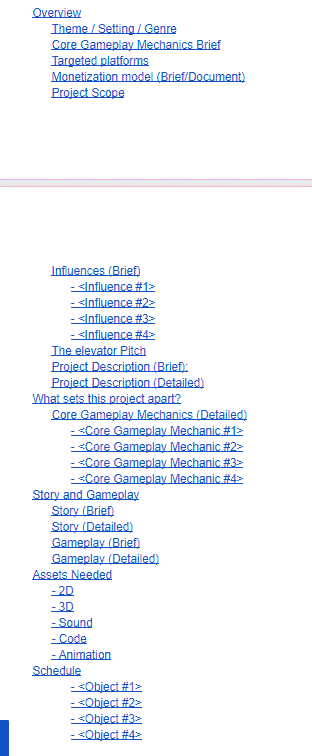 Overview
Theme / Setting / Genre
Core Gameplay Mechanics Brief
Targeted platforms
Monetization model (Brief/Document)
Project Scope
Influences (Brief)
- <Influence #1>
- <Influence #2>
- <Influence #3>
- <Influence #4>
The elevator Pitch
Project Description (Brief):
Project Description (Detailed)
What sets this project apart?
Core Gameplay Mechanics (Detailed)
- <Core Gameplay Mechanic #1>
- <Core Gameplay Mechanic #2>
- <Core Gameplay Mechanic #3>
- <Core Gameplay Mechanic #4>
Story and Gameplay
Story (Brief)
Story (Detailed)
Gameplay (Brief)
Gameplay (Detailed)
Assets Needed
- 2D
- 3D
- Sound
- Code
- Animation
Schedule
- <Object #1>
- <Object #2>
- <Object #3>
- <Object #4>